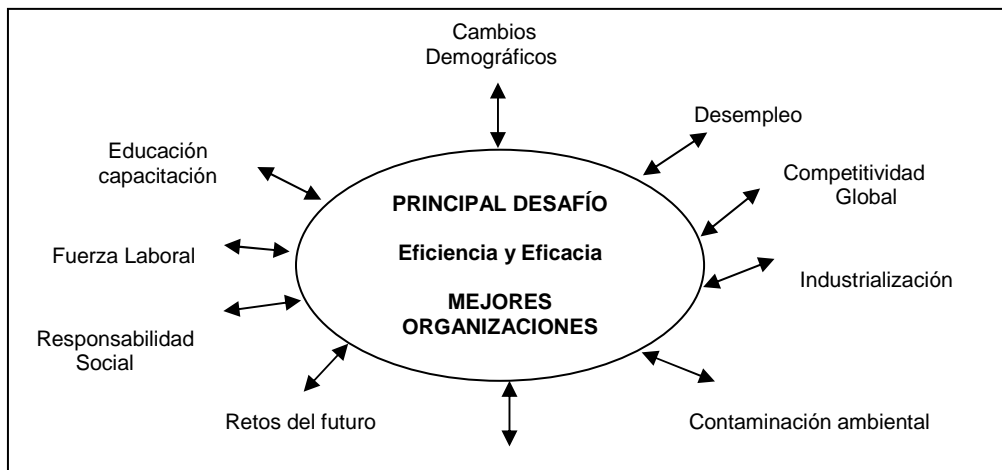 Cambios
Demográficos
Desempleo
Educación
capacitación
Competitividad
Global
PRINCIPAL DESAFÍO
Eficiencia y Eficacia
Fuerza Laboral
Industrialización
MEJORES
ORGANIZACIONES
Responsabilidad
Social
Retos del futuro
Contaminación ambiental